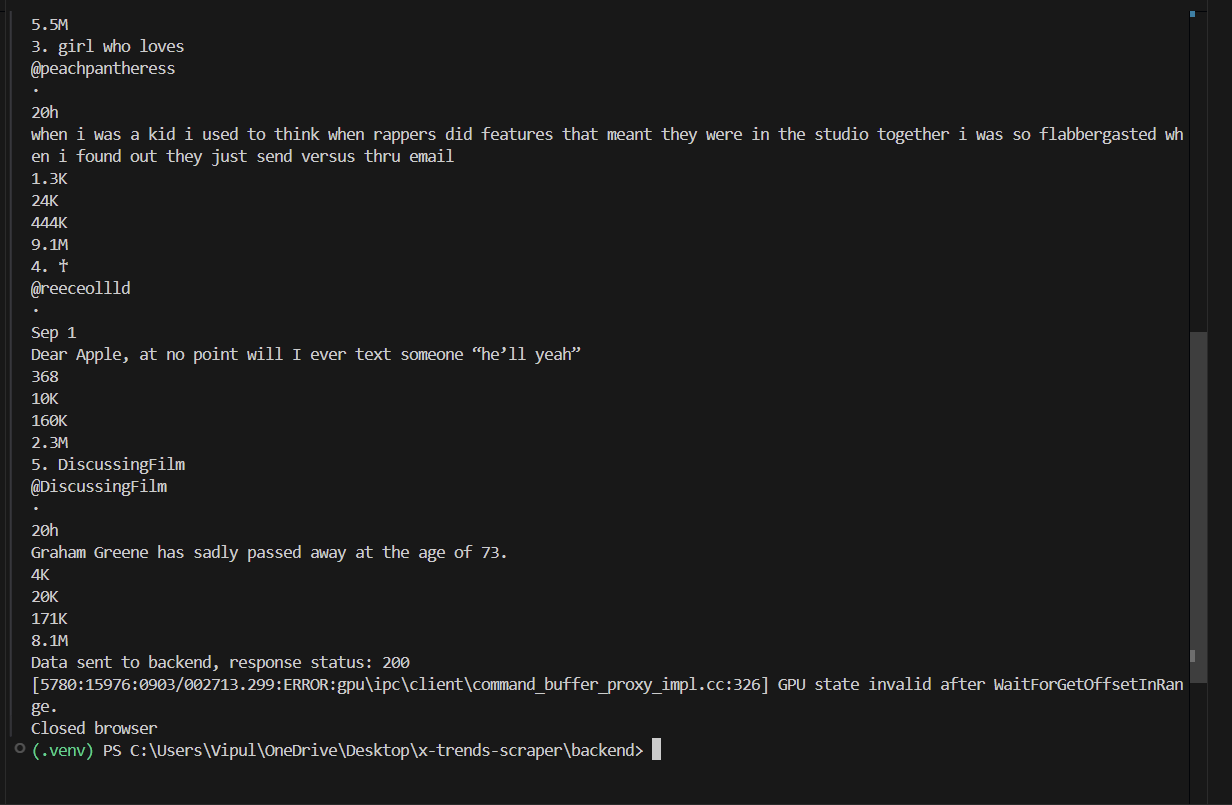 5.5M
3. girl who loves
@peachpantheress
·
20h
when i was a kid i used to think when rappers did features that meant they were in the studio together i was so flabbergasted wh
en i found out they just send versus thru email
1.3K
24K
444K
9.1M
4. ☥
@reeceollld
·
Sep 1
Dear Apple, at no point will I ever text someone “he’ll yeah”
368
10K
160K
2.3M
5. DiscussingFilm
@DiscussingFilm
·
20h
Graham Greene has sadly passed away at the age of 73.
4K
20K
171K
8.1M
Data sent to backend, response status: 200
[5780:15976:0903/002713.299:ERROR:gpu\ipc\client\command_buffer_proxy_impl.cc:326] GPU state invalid after WaitForGetOffsetInRan
ge.
Closed browser
(.venv) PS C:\Users\Vipul\OneDrive\Desktop\x-trends-scraper\backend>